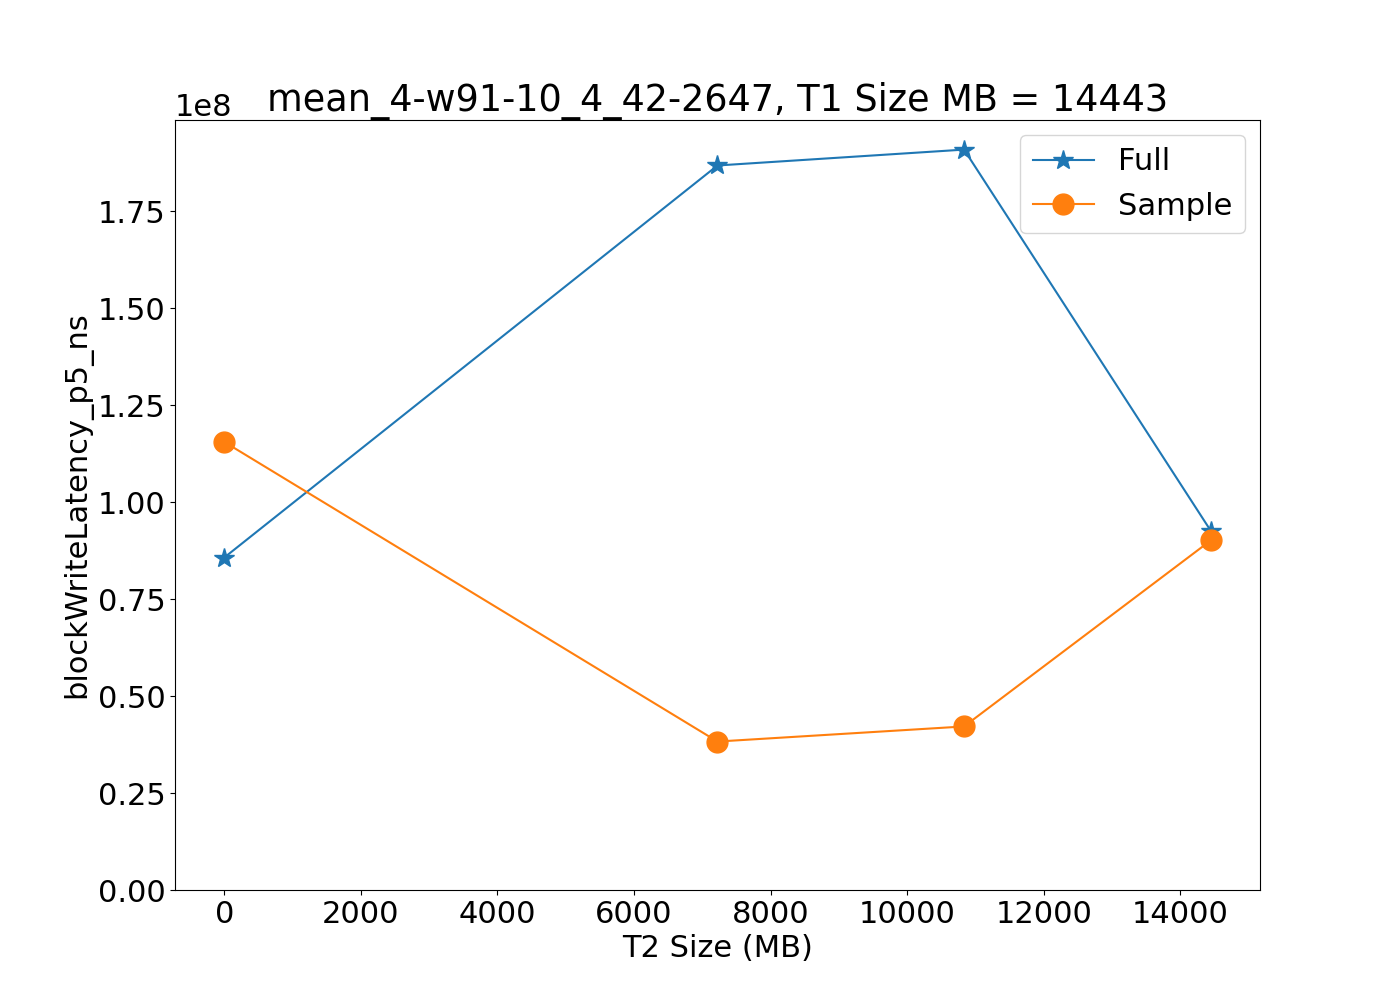 1e8
mean_4-w91-10_4_42-2647, T1 Size MB = 14443
Full
Sample
blockWriteLatency_p5_ns
1.75
1.50
1.25
1.00
0.75
0.50
0.25
0.00
0 2000 4000 6000 8000 10000 12000 14000
T2 Size (MB)